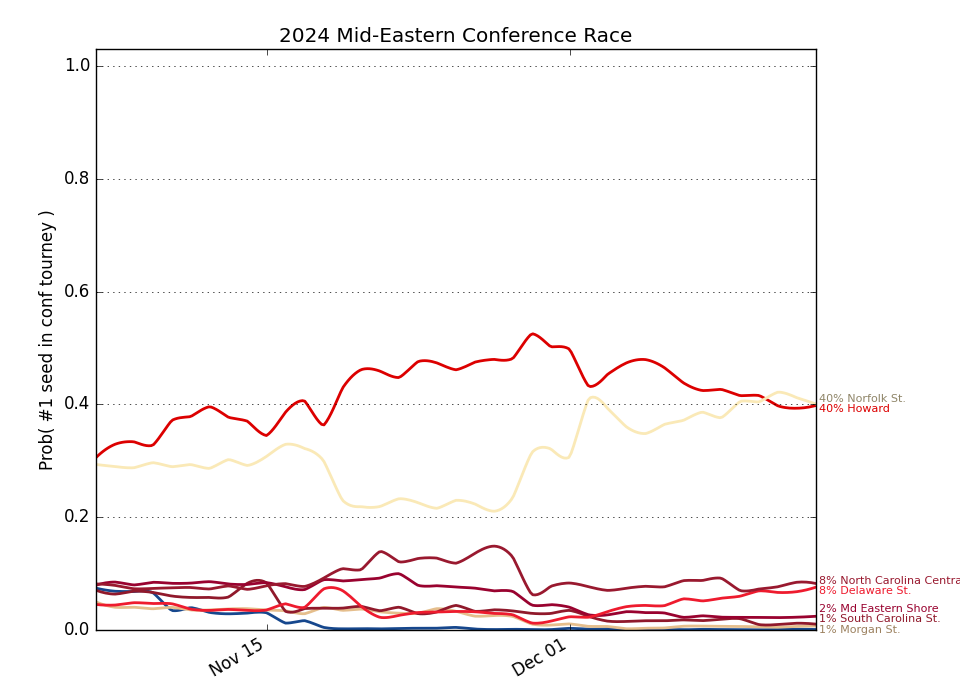 2024 Mid-Eastern Conference Race
Prob( #1 seed in conf tourney )
1.0
0.8
0.6
0.4
0.2
0.0
Nov 15
Dec 01
40% Norfolk St.
40% Howard
8% North Carolina Centra
8% Delaware St.
2% Md Eastern Shore
1% South Carolina St.
1% Morgan St.